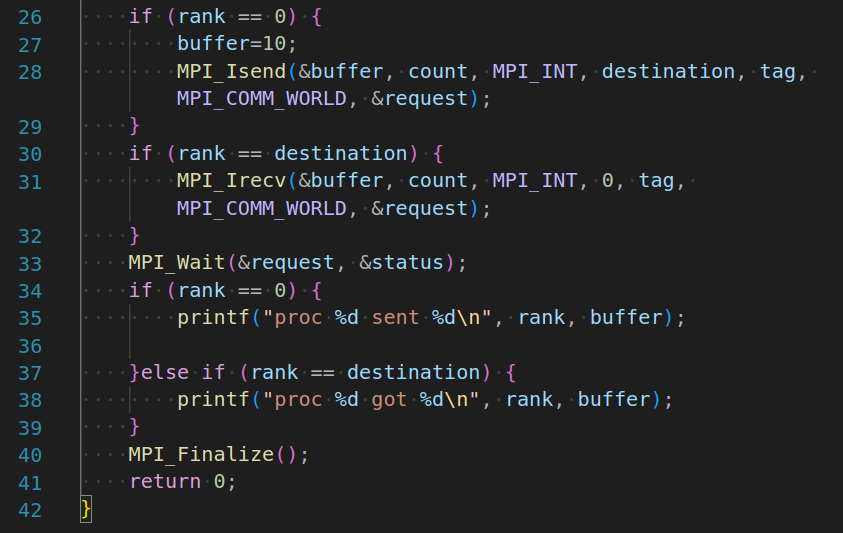 26 if (rank == 0) {
27 buffer=10;
28 MPI_Isend(&buffer, count, MPI_INT, destination, tag,
MPI_COMM_WORLD, &request);
29 }
30 if (rank == destination) {
31 MPI_Irecv(&buffer, count, MPI_INT, 0, tag,
MPI_COMM_WORLD, &request);
32 }
33 MPI_Wait(&request, &status);
34 if (rank == 0) {
35 printf("proc %d sent %d\n", rank, buffer);
36
37 }else if (rank == destination) {
38 printf("proc %d got %d\n", rank, buffer);
39 }
40 MPI_Finalize();
41 return 0;
42 }